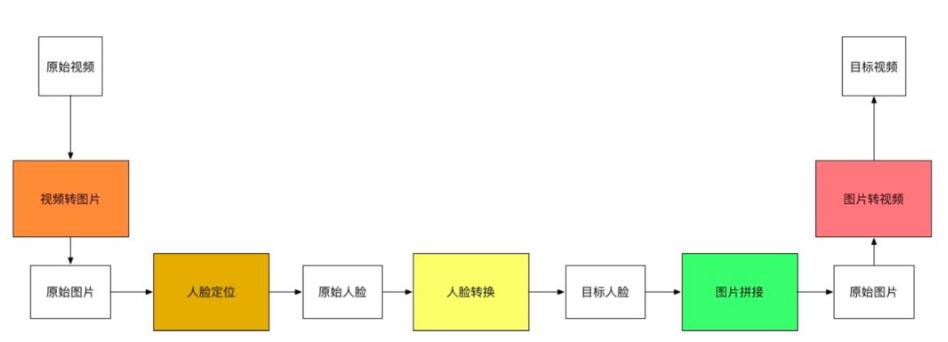 原始视频
目标视频
视频转图片
图片转视频
原始图片
人脸定位
原始人脸
人脸转换
目标人脸
图片拼接
原始图片